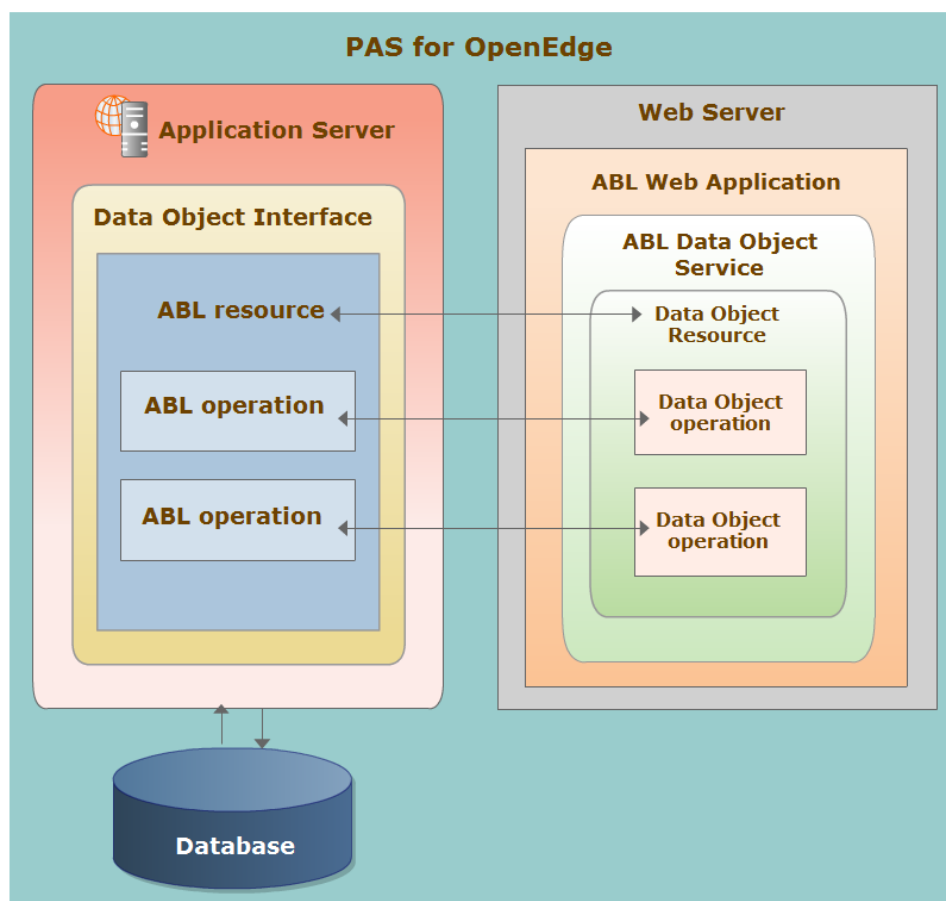 PAS for OpenEdge
Application Server
Data Object Interface
ABL resource
ABL operation
ABL operation
Database
Web Server
ABL Web Application
ABL Data Object
Service
Data Object
Resource
Data Object
operation
Data Object
operation